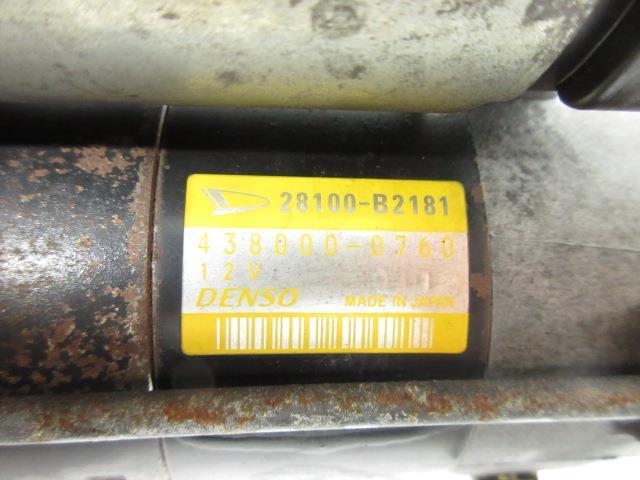 28100-B2181
438000-0760
12V
DENSO MADE IN JAPAN